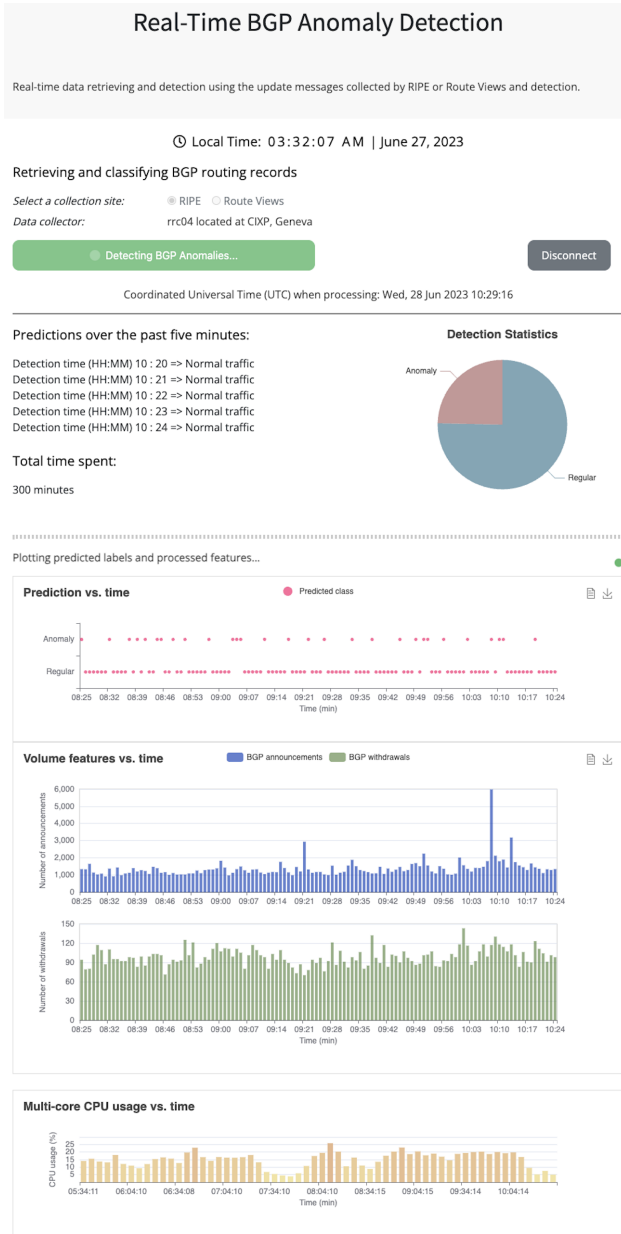 Real-Time BGP Anomaly Detection
Real-time data retrieving and detection using the update messages collected by RIPE or Route Views and detection.
Local Time: 03:32:07 AM | June 27, 2023
Retrieving and classifying BGP routing records
Select a collection site: RIPE Route Views
Data collector: rrc04 located at CIXP, Geneva
Detecting BGP Anomalies... Disconnect
Coordinated Universal Time (UTC) when processing: Wed, 28 Jun 2023 10:29:16
Predictions over the past five minutes:
Detection time (HH:MM) 10 : 20 => Normal traffic
Detection time (HH:MM) 10 : 21 => Normal traffic
Detection time (HH:MM) 10 : 22 => Normal traffic
Detection time (HH:MM) 10 : 23 => Normal traffic
Detection time (HH:MM) 10 : 24 => Normal traffic
Total time spent:
300 minutes
Detection Statistics
Anomaly
Regular
Plotting predicted labels and processed features...
Prediction vs. time
Predicted class
Anomaly
Regular
08:25 08:32 08:39 08:46 08:53 09:00 09:07 09:14 09:21 09:28 09:35 09:42 09:49 09:56 10:03 10:10 10:17 10:24
Time (min)
Volume features vs. time
BGP announcements BGP withdrawals
Number of announcements
6,000
5,000
4,000
3,000
2,000
1,000
0
08:25 08:32 08:39 08:46 08:53 09:00 09:07 09:14 09:21 09:28 09:35 09:42 09:49 09:56 10:03 10:10 10:17 10:24
Number of withdrawals
150
120
90
60
30
0
08:25 08:32 08:39 08:46 08:53 09:00 09:07 09:14 09:21 09:28 09:35 09:42 09:49 09:56 10:03 10:10 10:17 10:24
Time (min)
Multi-core CPU usage vs. time
CPU usage (%)
25
20
15
10
5
05:34:11 06:04:10 06:34:08 07:04:10 07:34:10 08:04:10 08:34:15 09:04:15 09:34:14 10:04:14
Time (min)